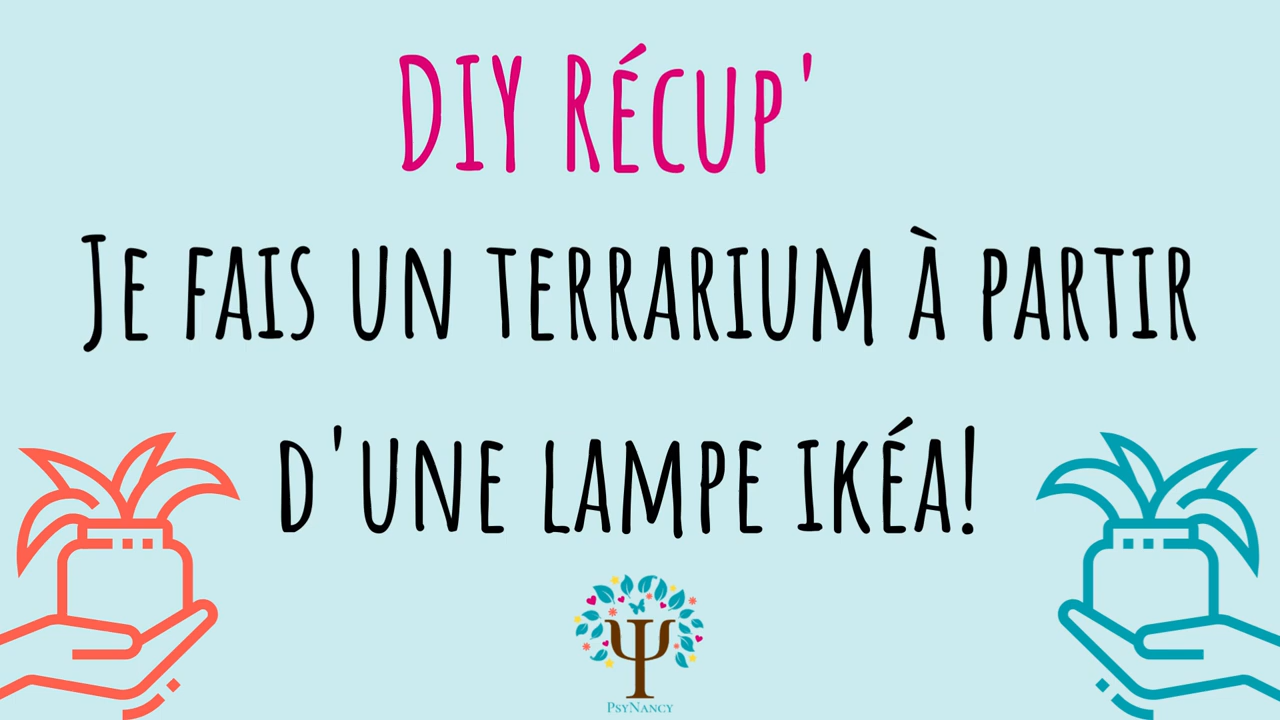 DIY Récup'
Je fais un terrarium à partir
d'une lampe ikéa!
PsyNancy